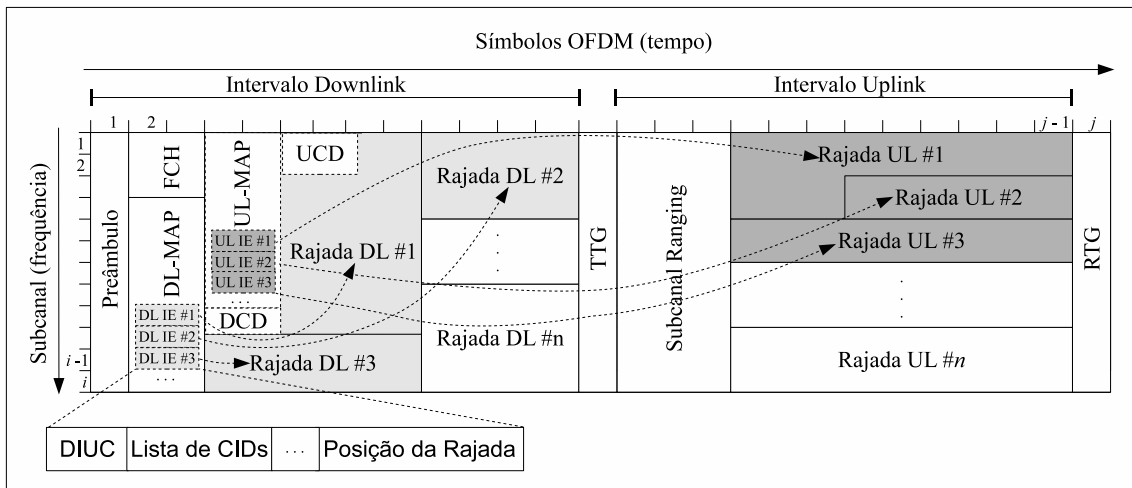 Símbolos OFDM (tempo)
Intervalo Downlink
Intervalo Uplink
1
2
j - 1
j
Subcanal (frequência)
1
2
i -1
i
Preâmbulo
FCH
DL-MAP
DL IE #1
DL IE #2
DL IE #3
. . .
UL-MAP
UL IE #1
UL IE #2
UL IE #3
. . .
DCD
UCD
Rajada DL #1
Rajada DL #2
.
.
.
Rajada DL #3
Rajada DL #n
TTG
Subcanal Ranging
Rajada UL #1
Rajada UL #2
Rajada UL #3
.
.
.
Rajada UL #n
RTG
DIUC Lista de CIDs . . . Posição da Rajada